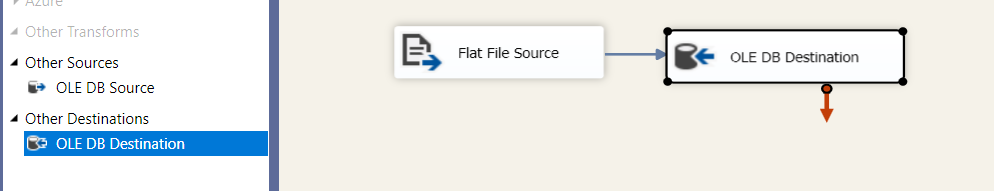 Azure
Other Transforms
Other Sources
OLE DB Source
Other Destinations
OLE DB Destination
Flat File Source
OLE DB Destination